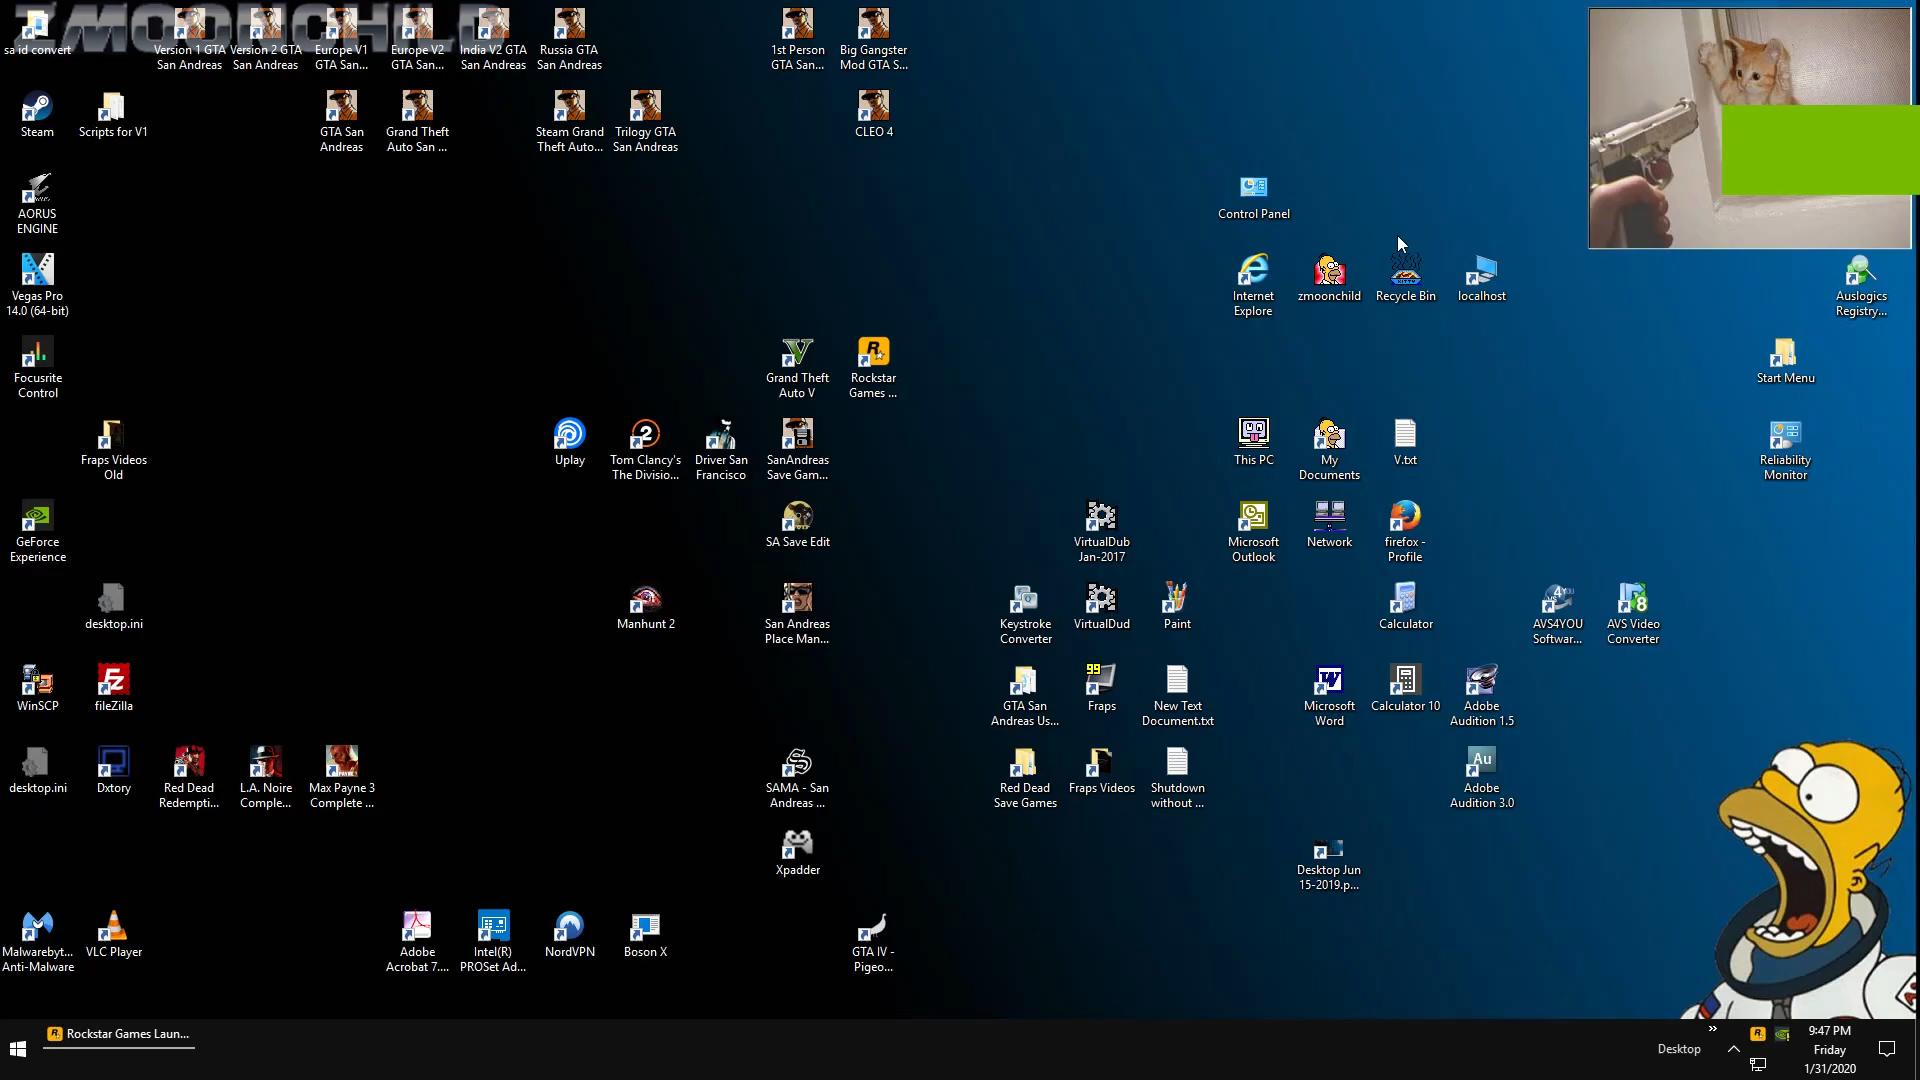 ZMOONCHILD
sa id convert
Version 1 GTA
San Andreas
Version 2 GTA
San Andreas
Europe V1
GTA San...
Europe V2
GTA San...
India V2 GTA
San Andreas
Russia GTA
San Andreas
1st Person
GTA San...
Big Gangster
Mod GTA S...
Steam
Scripts for V1
GTA San
Andreas
Grand Theft
Auto San ...
Steam Grand
Theft Auto...
Trilogy GTA
San Andreas
CLEO 4
AORUS
ENGINE
Control Panel
Vegas Pro
14.0 (64-bit)
Internet
Explore
zmoonchild
Recycle Bin
localhost
Auslogics
Registry...
Focusrite
Control
Grand Theft
Auto V
Rockstar
Games ...
Start Menu
Fraps Videos
Old
Uplay
Tom Clancy's
The Divisio...
Driver San
Francisco
SanAndreas
Save Gam...
This PC
My
Documents
V.txt
Reliability
Monitor
GeForce
Experience
SA Save Edit
VirtualDub
Jan-2017
Microsoft
Outlook
Network
firefox -
Profile
desktop.ini
Manhunt 2
San Andreas
Place Man...
Keystroke
Converter
VirtualDud
Paint
Calculator
AVS4YOU
Softwar...
AVS Video
Converter
WinSCP
fileZilla
GTA San
Andreas Us...
99
Fraps
New Text
Document.txt
Microsoft
Word
Calculator 10
Adobe
Audition 1.5
desktop.ini
Dxtory
Red Dead
Redempti...
L.A. Noire
Comple...
Max Payne 3
Complete ...
SAMA - San
Andreas ...
Red Dead
Save Games
Fraps Videos
Shutdown
without ...
Au
Adobe
Audition 3.0
Xpadder
Desktop Jun
15-2019.p...
Malwarebyt...
Anti-Malware
VLC Player
Adobe
Acrobat 7....
Intel(R)
PROSet Ad...
NordVPN
Boson X
GTA IV -
Pigeo...
Rockstar Games Laun...
Desktop
9:47 PM
Friday
1/31/2020